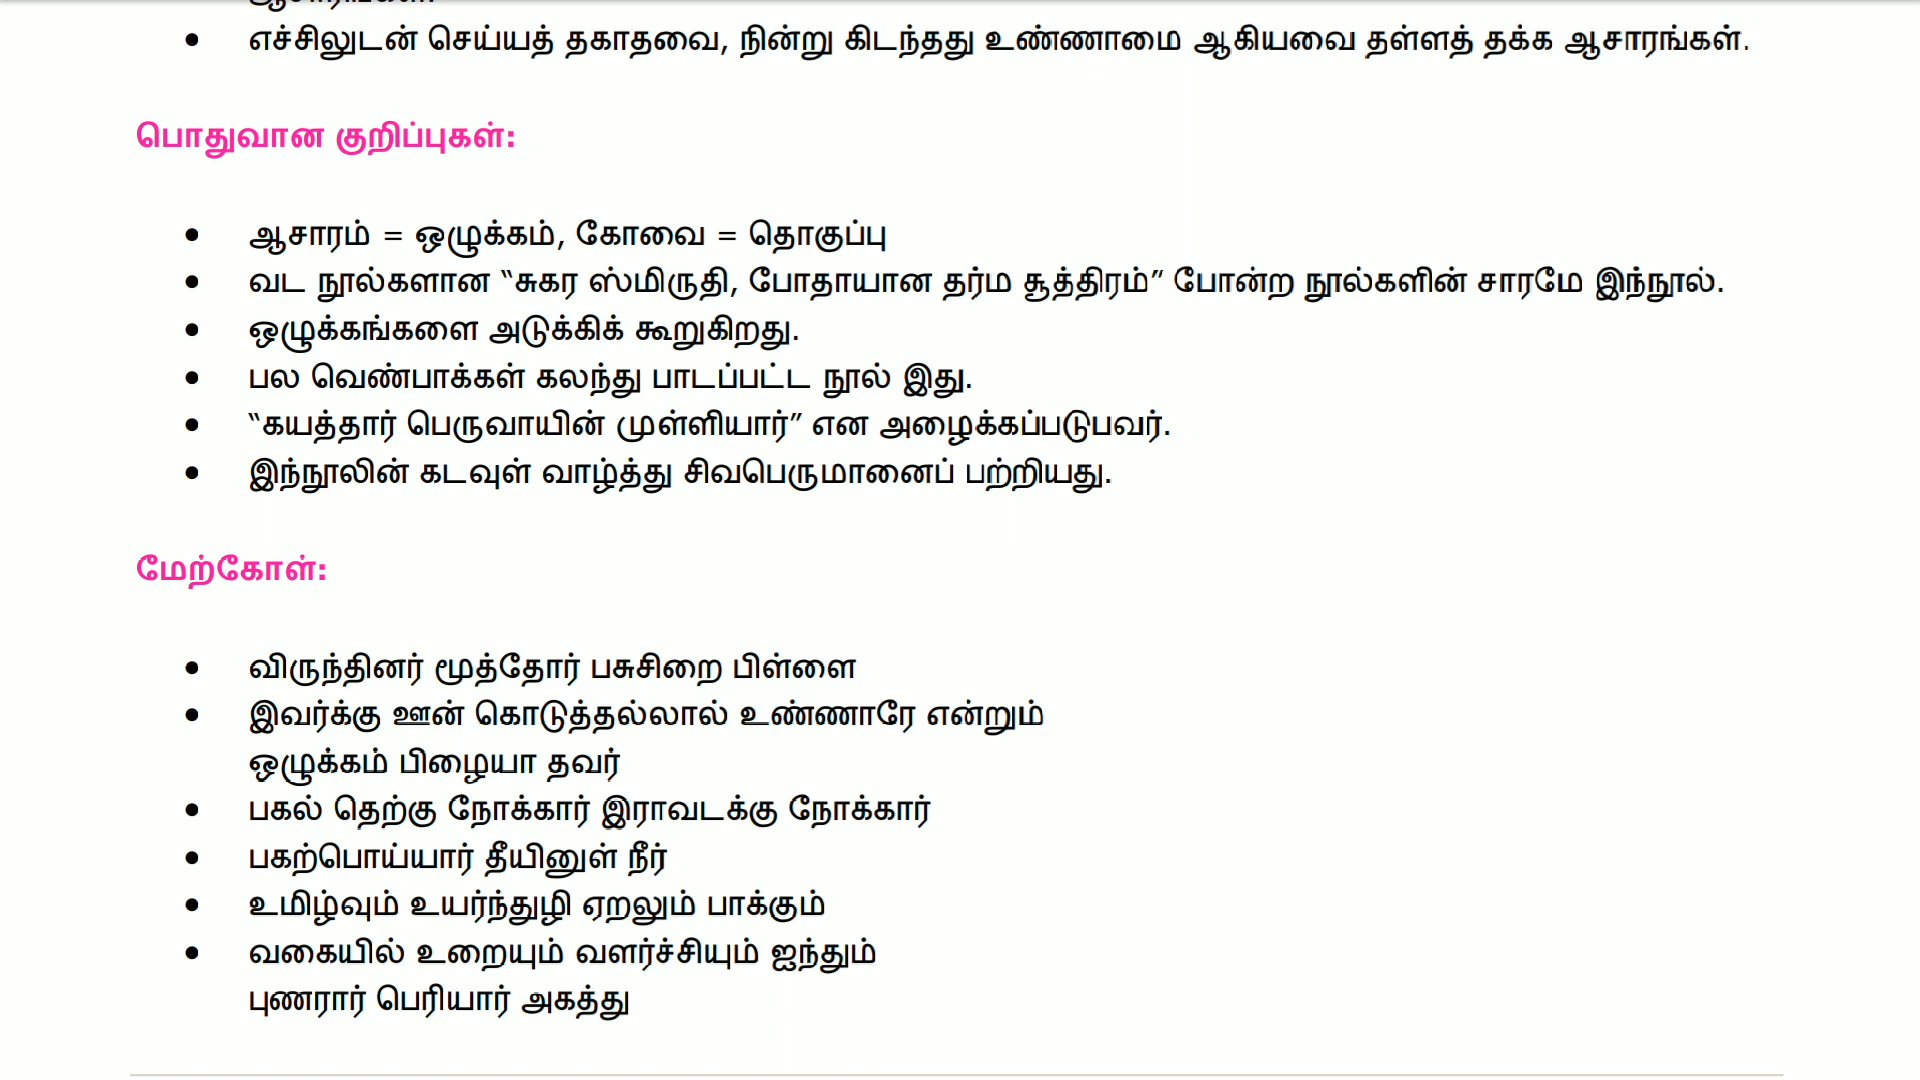 • எச்சிலுடன் செய்யத் தகாதவை, நின்று கிடந்தது உண்ணாமை ஆகியவை தள்ளத் தக்க ஆசாரங்கள்.
பொதுவான குறிப்புகள்:
• ஆசாரம் = ஒழுக்கம், கோவை = தொகுப்பு
• வட நூல்களான “சுகர ஸ்மிருதி, போதாயான தர்ம சூத்திரம்” போன்ற நூல்களின் சாரமே இந்நூல்.
• ஒழுக்கங்களை அடுக்கிக் கூறுகிறது.
• பல வெண்பாக்கள் கலந்து பாடப்பட்ட நூல் இது.
• “கயத்தார் பெருவாயின் முள்ளியார்” என அழைக்கப்படுபவர்.
• இந்நூலின் கடவுள் வாழ்த்து சிவபெருமானைப் பற்றியது.
மேற்கோள்:
• விருந்தினர் மூத்தோர் பசுசிறை பிள்ளை
• இவர்க்கு ஊன் கொடுத்தல்லால் உண்ணாரே என்றும்
ஒழுக்கம் பிழையா தவர்
• பகல் தெற்கு நோக்கார் இராவடக்கு நோக்கார்
• பகற்பொய்யார் தீயினுள் நீர்
• உமிழ்வும் உயர்ந்துழி ஏறலும் பாக்கும்
• வகையில் உறையும் வளர்ச்சியும் ஐந்தும்
புணரார் பெரியார் அகத்து